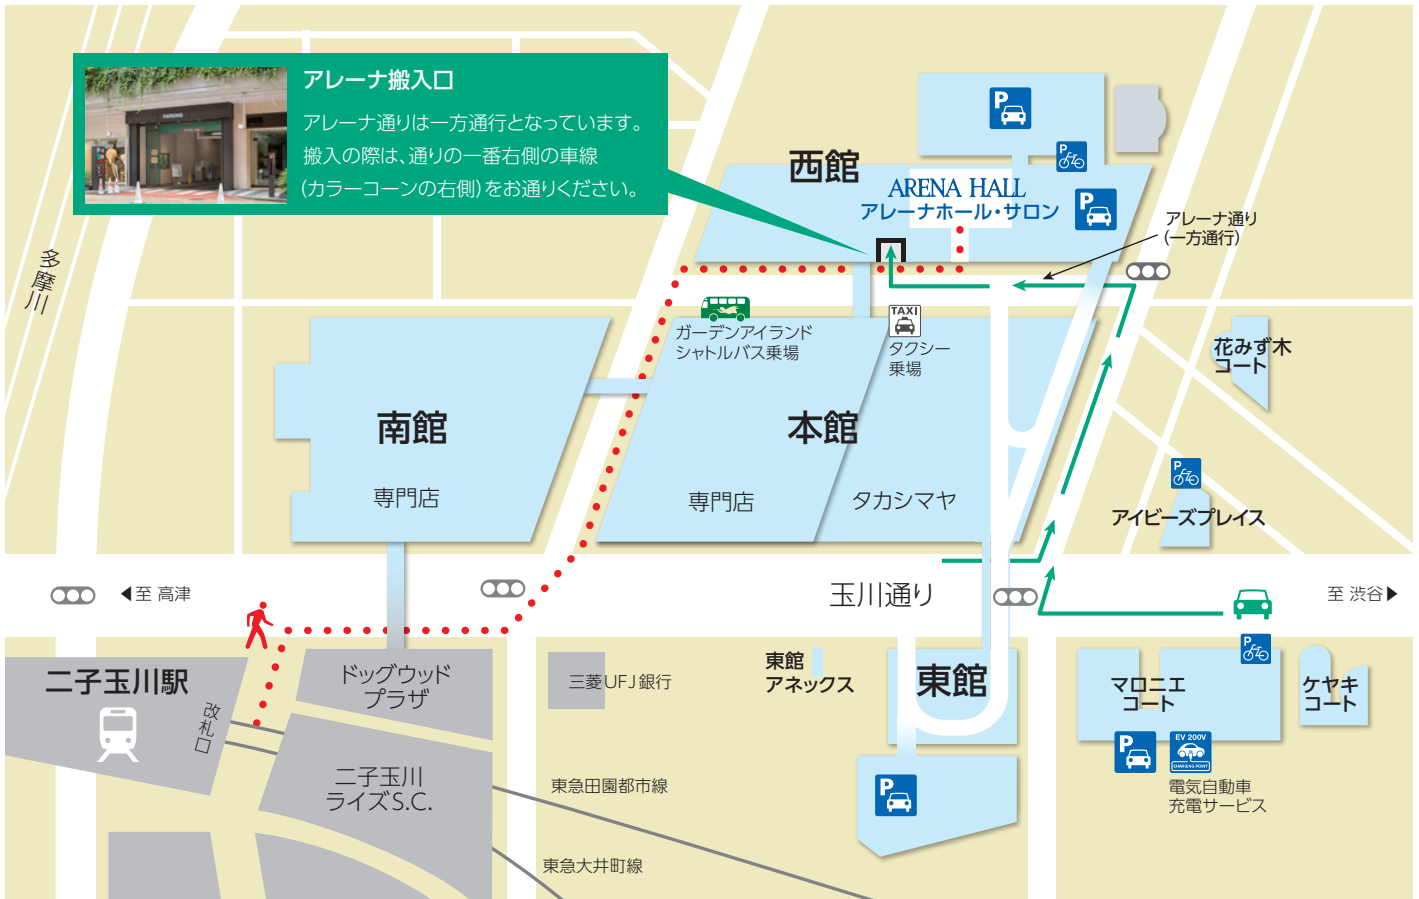 アレーナ搬入口
アレーナ通りは一方通行となっています。
搬入の際は、通りの一番右側の車線
(カラーコーンの右側)をお通りください。
PARKING
P
P
西館
ARENA HALL
アレーナホール・サロン
P
アレーナ通り
(一方通行)
多摩川
ガーデンアイランド
シャトルバス乗場
TAXI
タクシー
乗場
花みず木
コート
南館
本館
専門店
専門店
タカシマヤ
P
アイビーズプレイス
至 高津
玉川通り
至 渋谷
二子玉川駅
改札口
ドッグウッド
プラザ
三菱UFJ銀行
東館
アネックス
東館
P
マロニエ
コート
ケヤキ
コート
P
EV 200V
CHARGING POINT
電気自動車
充電サービス
二子玉川
ライズS.C.
東急田園都市線
P
東急大井町線